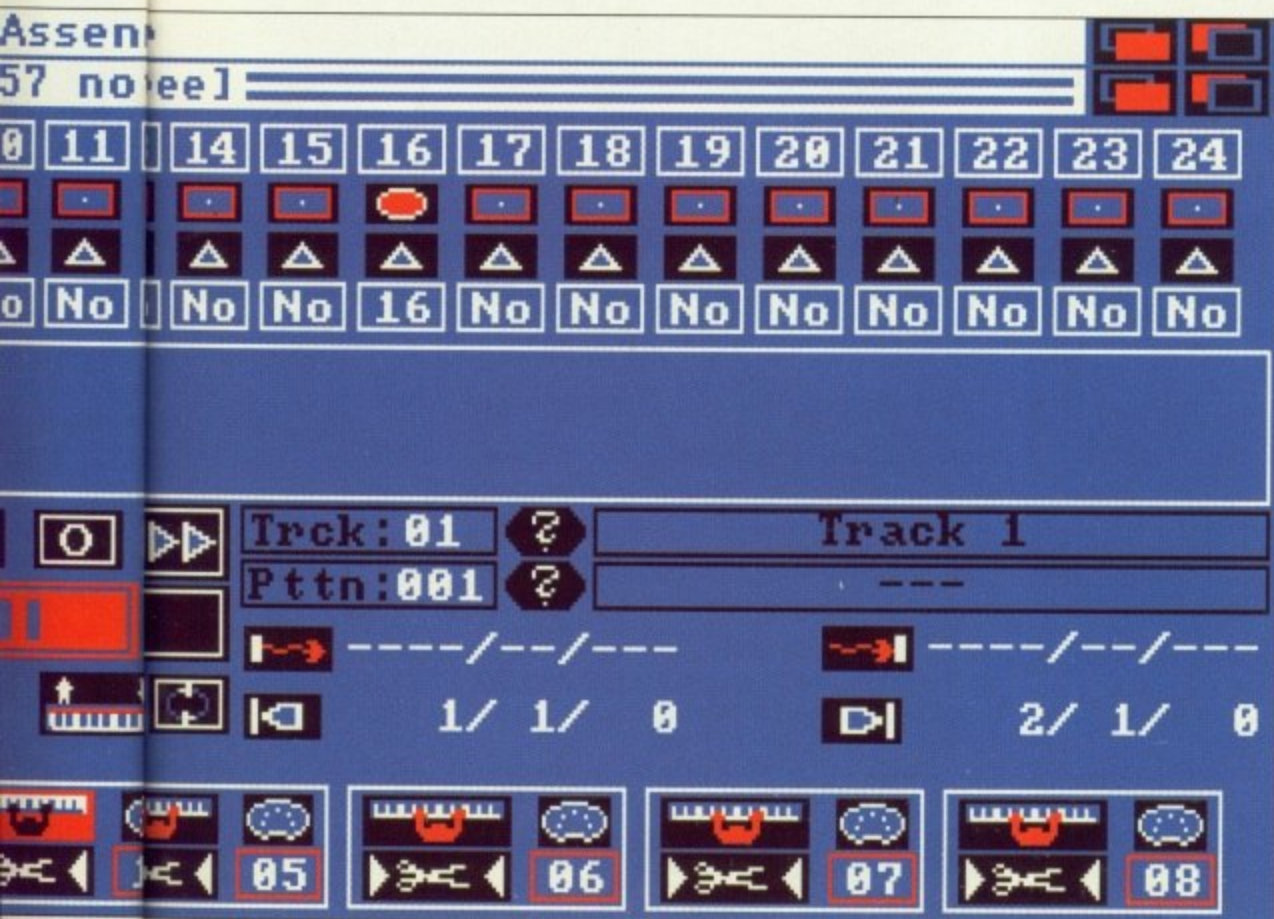 Assen
57 no ee]
0 11 14 15 16 17 18 19 20 21 22 23 24
o No No No 16 No No No No No No No No
Trck:01 ? Track 1
Pttn:001 ? ---
----/--/--- ----/--/---
1/ 1/ 0 2/ 1/ 0
05 06 07 08